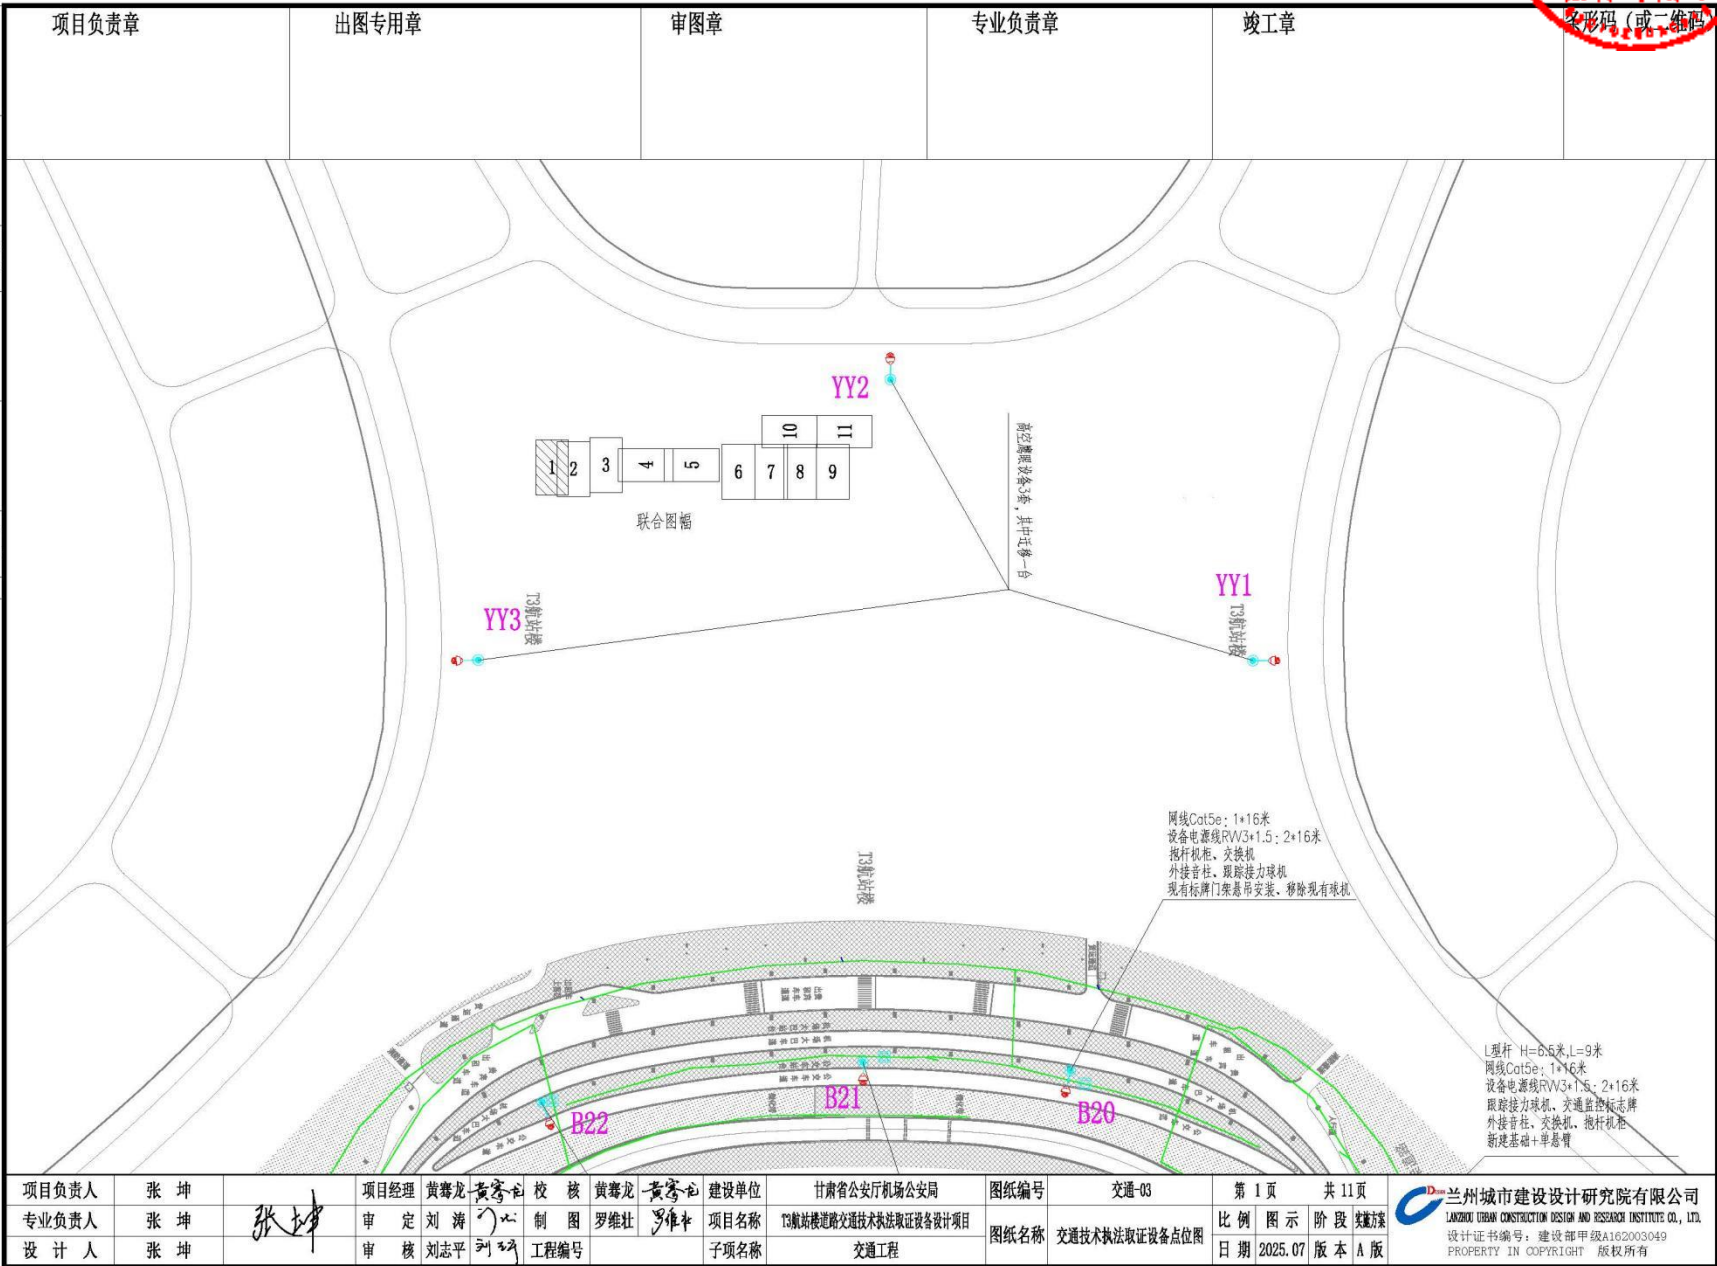 项目负责章
出图专用章
审图章
专业负责章
竣工章
条形码（或二维码
YY2
10
11
1
2
3
4
5
6
7
8
9
联合图幅
高空鹰眼设备3套，其中迁移一台
YY1
T3航站楼
YY3
T3航站楼
网线Cat5e：1*16米
设备电源线RVV3*1.5：2*16米
抱杆机柜、交换机
外接音柱、跟踪接力球机
现有标牌门架悬吊安装、移除现有球机
T3航站楼
L型杆 H=6.5米,L=9米
网线Cat5e：1*16米
设备电源线RVV3*1.5：2*16米
跟踪接力球机、交通监控标志牌
外接音柱、交换机、抱杆机柜
新建基础+单悬臂
B21
B20
B22
项目负责人 张 坤 项目经理 黄骞龙 黄骞龙 校 核 黄骞龙 黄骞龙 建设单位 甘肃省公安厅机场公安局 图纸编号 交通-03 第 1 页 共 11页
专业负责人 张 坤 张坤 审 定 刘 涛 制 图 罗维壮 罗维壮 项目名称 T3航站楼道路交通技术执法取证设备设计项目 图纸名称 交通技术执法取证设备点位图 比 例 图 示 阶 段 实施方案
设 计 人 张 坤 审 核 刘志平 工程编号 子项名称 交通工程 日 期 2025.07 版 本 A 版
兰州城市建设设计研究院有限公司
LANZHOU URBAN CONSTRUCTION DESIGN AND RESEARCH INSTITUTE CO., LTD.
设计证书编号：建设部甲级A162003049
PROPERTY IN COPYRIGHT 版权所有